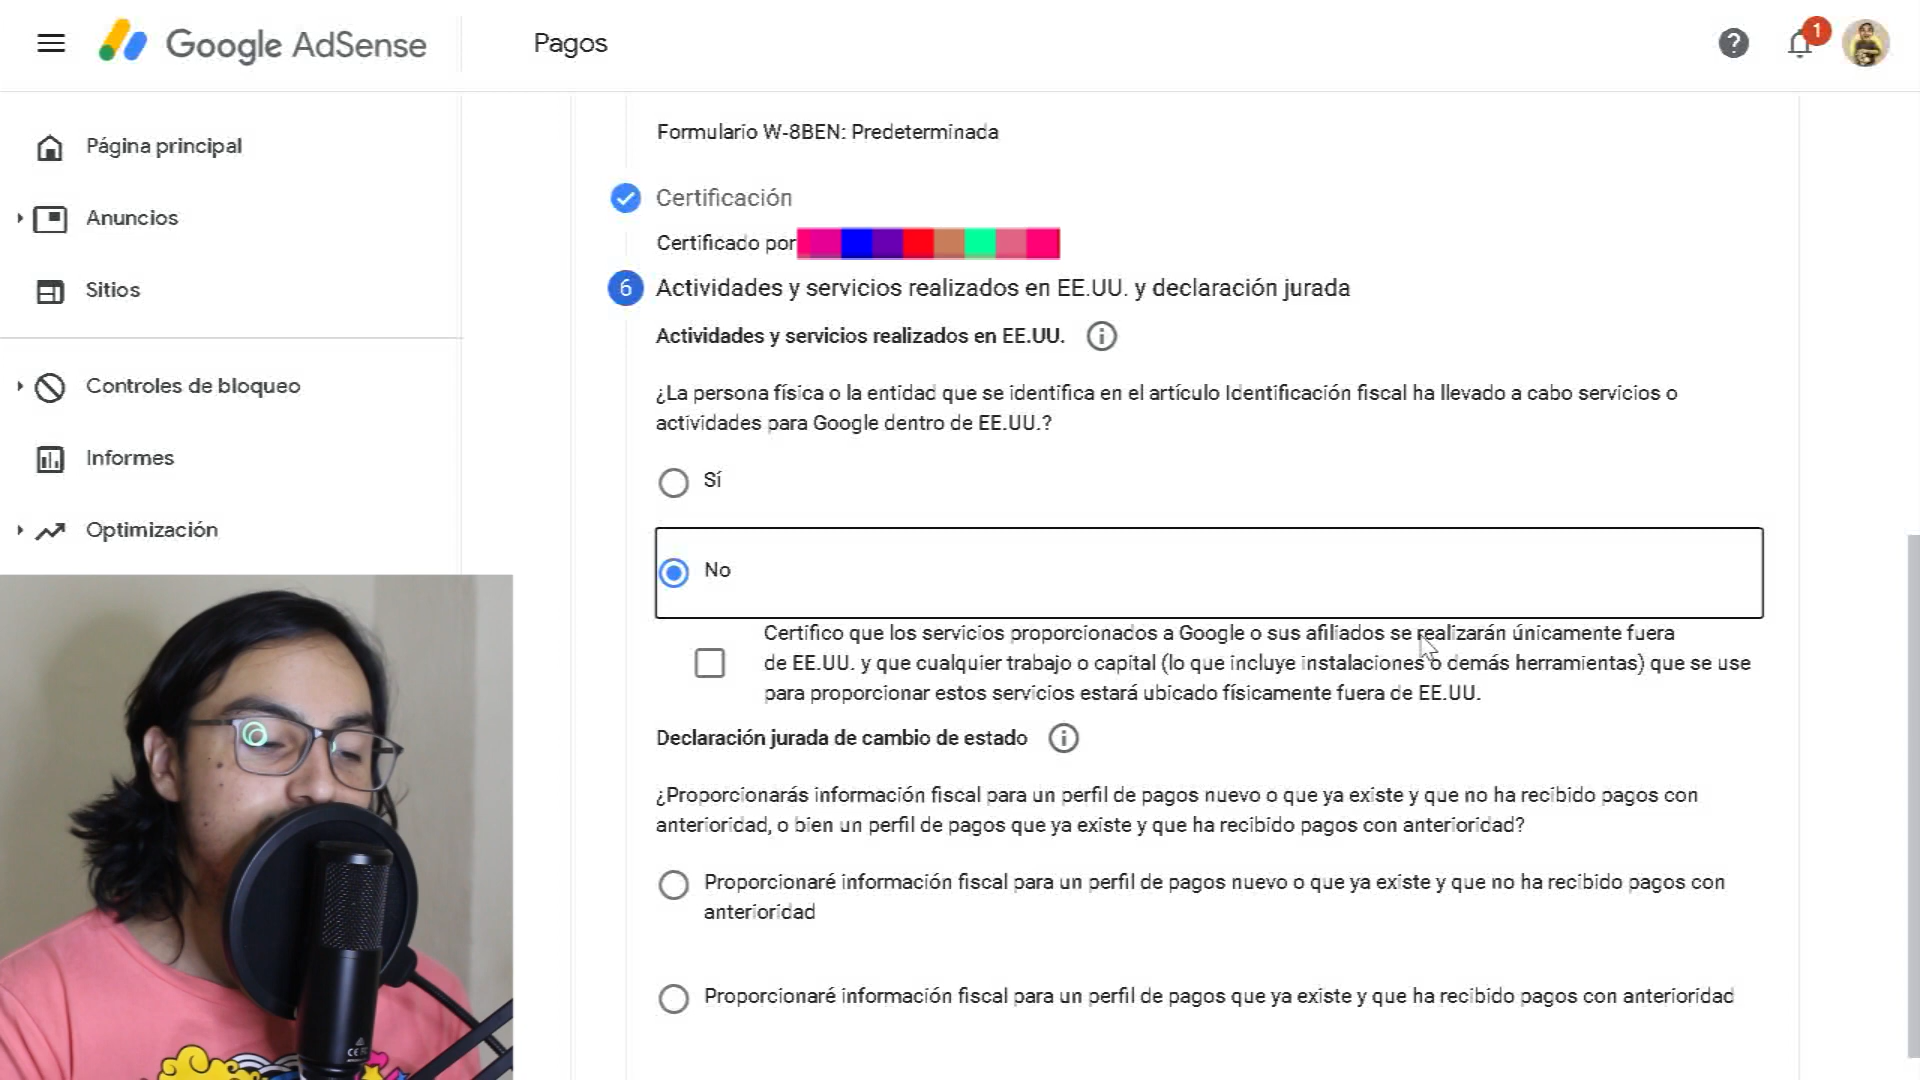 Google AdSense
Pagos
1
Página principal
Anuncios
Sitios
Controles de bloqueo
Informes
Optimización
Formulario W-8BEN: Predeterminada
Certificación
Certificado por
6 Actividades y servicios realizados en EE.UU. y declaración jurada
Actividades y servicios realizados en EE.UU.
¿La persona física o la entidad que se identifica en el artículo Identificación fiscal ha llevado a cabo servicios o
actividades para Google dentro de EE.UU.?
Sí
No
Certifico que los servicios proporcionados a Google o sus afiliados se realizarán únicamente fuera
de EE.UU. y que cualquier trabajo o capital (lo que incluye instalaciones o demás herramientas) que se use
para proporcionar estos servicios estará ubicado físicamente fuera de EE.UU.
Declaración jurada de cambio de estado
¿Proporcionarás información fiscal para un perfil de pagos nuevo o que ya existe y que no ha recibido pagos con
anterioridad, o bien un perfil de pagos que ya existe y que ha recibido pagos con anterioridad?
Proporcionaré información fiscal para un perfil de pagos nuevo o que ya existe y que no ha recibido pagos con
anterioridad
Proporcionaré información fiscal para un perfil de pagos que ya existe y que ha recibido pagos con anterioridad